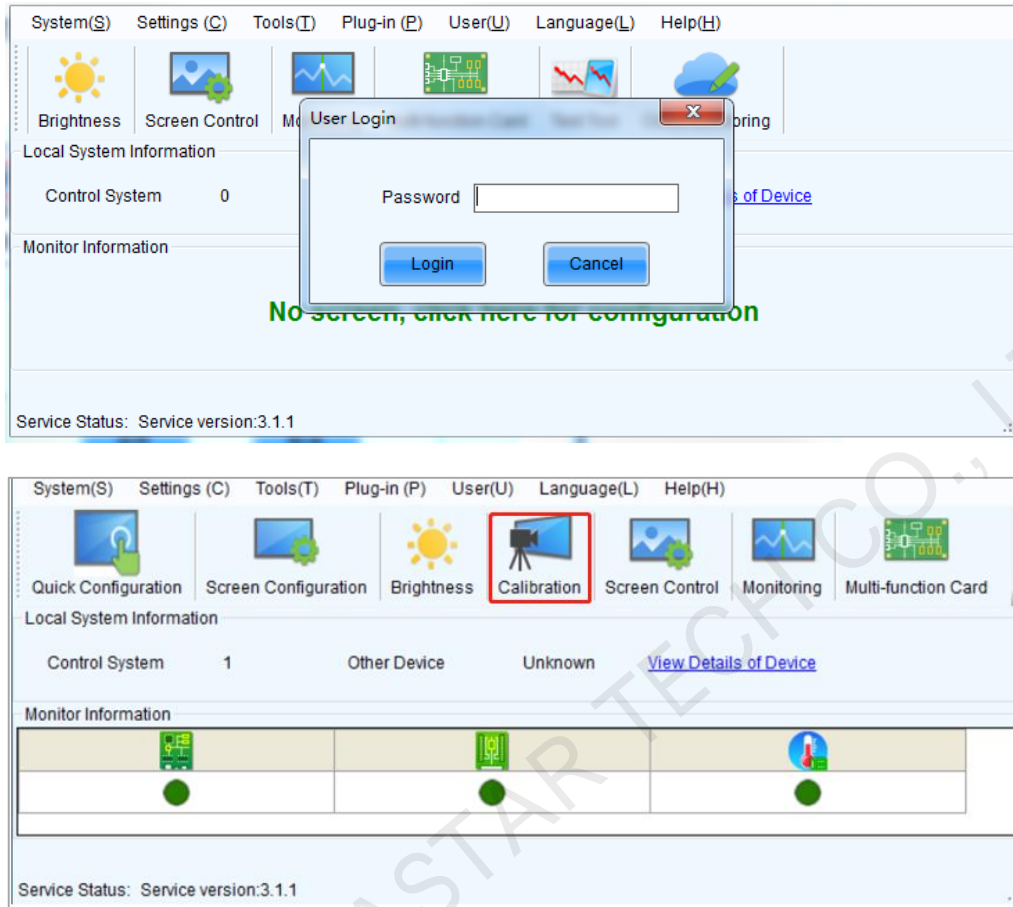 System(S) Settings (C) Tools(T) Plug-in (P) User(U) Language(L) Help(H)
Brightness Screen Control pring
User Login
Local System Information
Control System 0 of Device
Password
Monitor Information
Login Cancel
No screen, click here for configuration
Service Status: Service version:3.1.1
System(S) Settings (C) Tools(T) Plug-in (P) User(U) Language(L) Help(H)
Quick Configuration Screen Configuration Brightness Calibration Screen Control Monitoring Multi-function Card
Local System Information
Control System 1 Other Device Unknown View Details of Device
Monitor Information
Service Status: Service version:3.1.1
STAR TECH CO.,